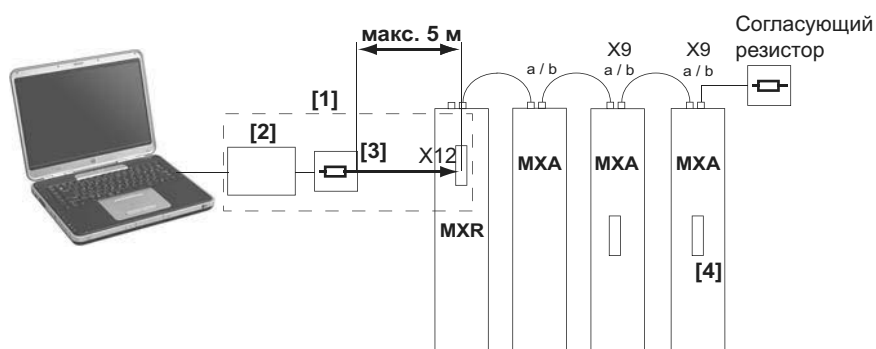 макс. 5 м
Согласующий
резистор
X9
X9
a / b
a / b
a / b
[1]
[2]
[3]
X12
MXA
MXA
MXA
MXR
[4]